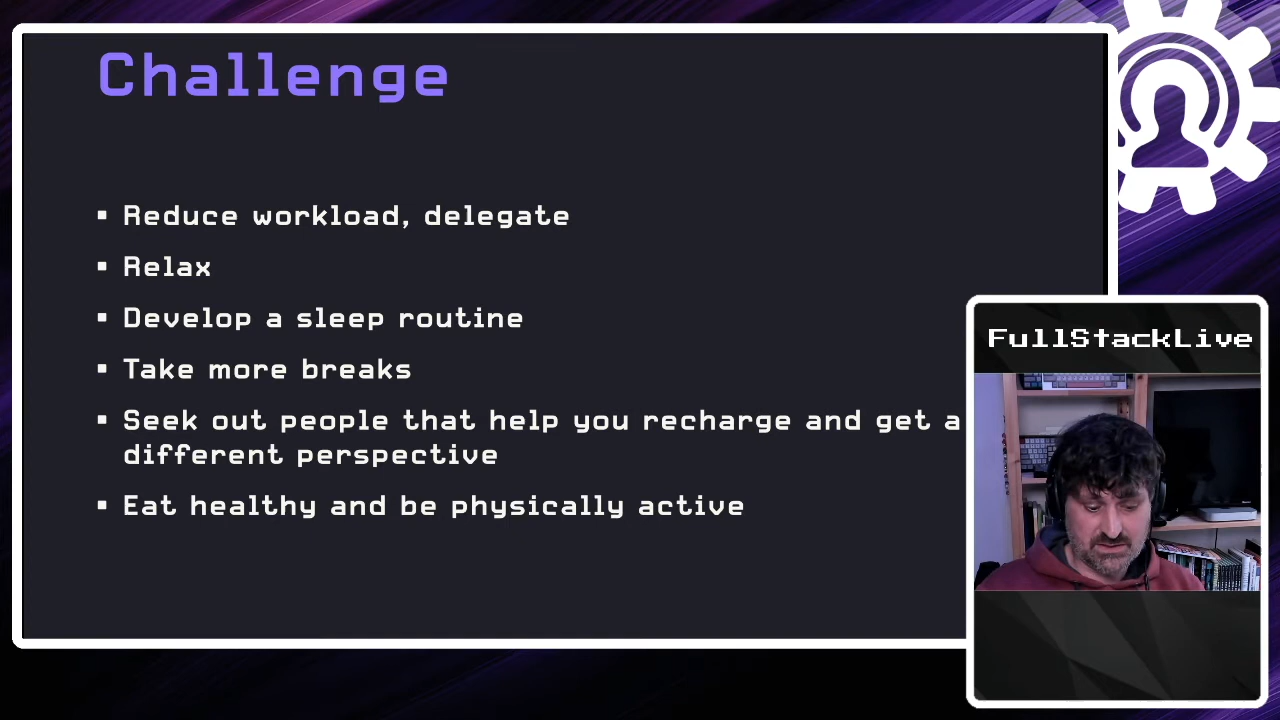 Challenge
▪ Reduce workload, delegate
▪ Relax
▪ Develop a sleep routine
▪ Take more breaks
▪ Seek out people that help you recharge and get a
different perspective
▪ Eat healthy and be physically active
FullStackLive